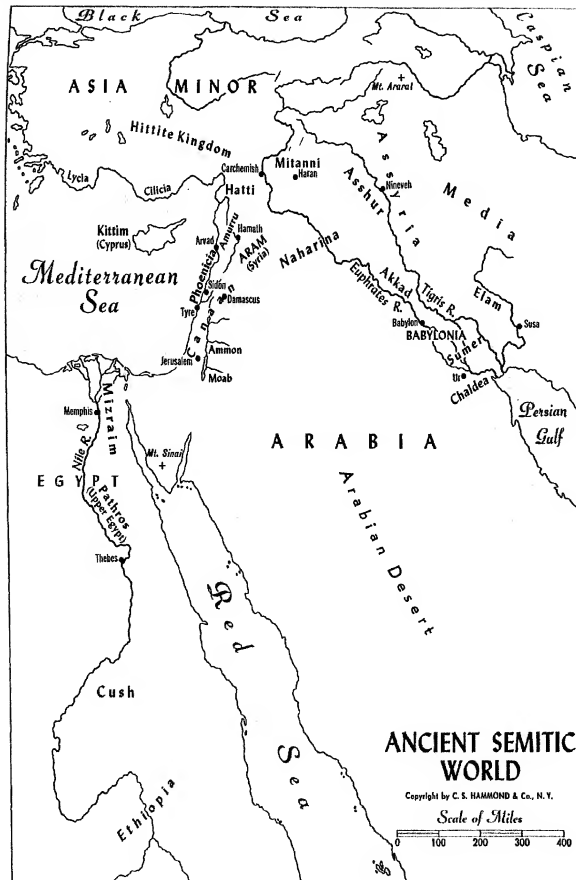 Black Sea
Caspian Sea
ASIA MINOR
Mt. Ararat
Hittite Kingdom
Assyria
Carchemish
Mitanni
Haran
Asshur
Nineveh
Media
Lycia
Cilicia
Hatti
Kittim
(Cyprus)
Arvad
Amurru
Hamath
ARAM
(Syria)
Naharina
Mediterranean
Sea
Phoenicia
Sidon
Damascus
Tyre
Canaan
Akkad
Euphrates R.
Tigris R.
Elam
Babylon
BABYLONIA
Susa
Sumer
Jerusalem
Ammon
Moab
Ur
Chaldea
Persian
Gulf
Memphis
Mizraim
Nile R.
Mt. Sinai
ARABIA
EGYPT
Pathros
(Upper Egypt)
Arabian Desert
Thebes
Red Sea
Cush
Ethiopia
ANCIENT SEMITIC
WORLD
Copyright by C. S. HAMMOND & Co., N. Y.
Scale of Miles
0 100 200 300 400